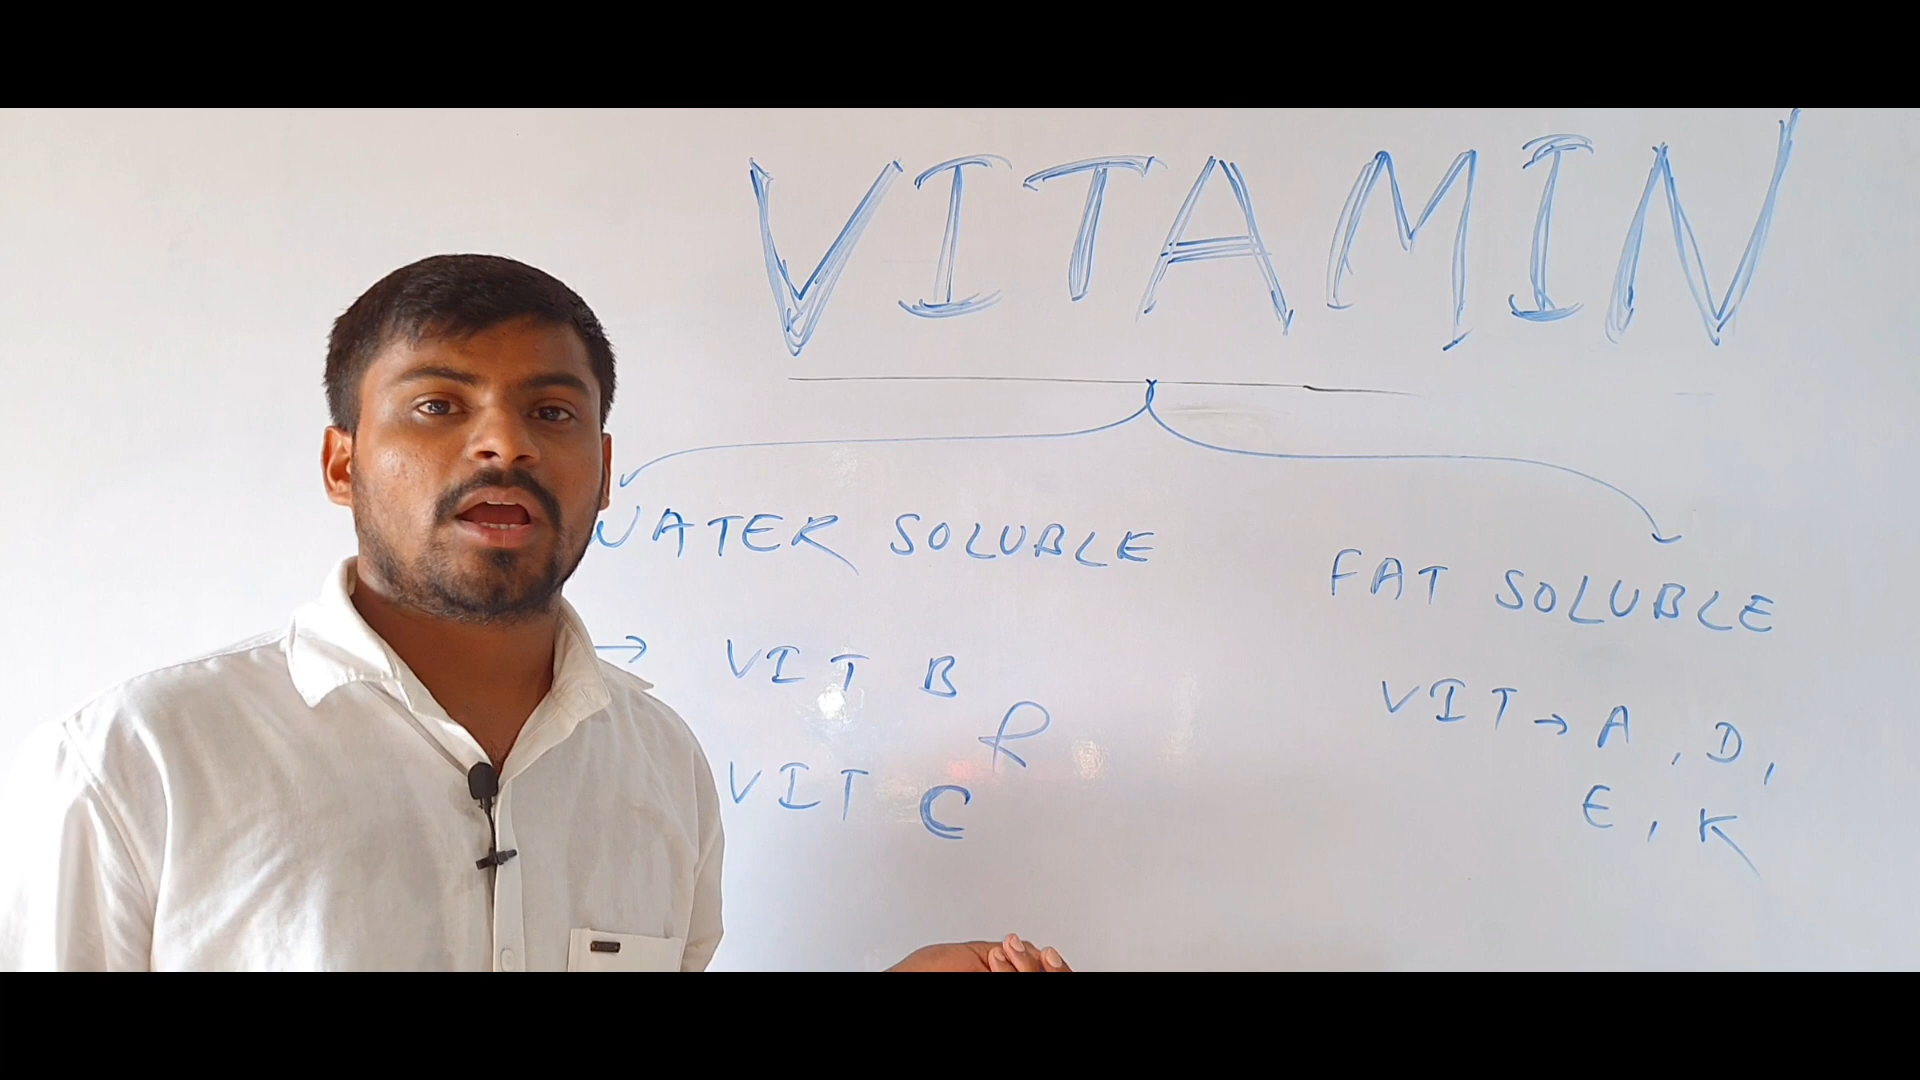 VITAMIN
WATER SOLUBLE
FAT SOLUBLE
→ VIT B
&
VIT C
VIT → A, D,
E, K